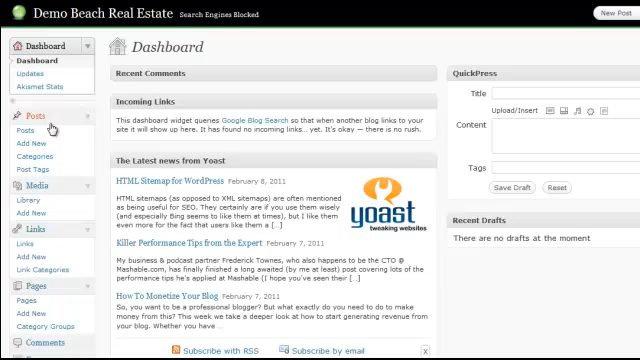 Demo Beach Real Estate Search Engines Blocked
New Post
Dashboard
Dashboard
Updates
Akismet Stats
Posts
Posts
Add New
Categories
Post Tags
Media
Library
Add New
Links
Links
Add New
Link Categories
Pages
Pages
Add New
Category Groups
Comments
Dashboard
Recent Comments
Incoming Links
This dashboard widget queries Google Blog Search so that when another blog links to your
site it will show up here. It has found no incoming links... yet. It's okay — there is no rush.
The Latest news from Yoast
HTML Sitemap for WordPress February 8, 2011
HTML sitemaps (as opposed to XML sitemaps) are often mentioned
as being useful for SEO. They certainly are if you use them wisely
(and especially Bing seems to like them at times), but I like them
even more for the fact that users like them a [...]
yoast
tweaking websites
Killer Performance Tips from the Expert February 7, 2011
My business & podcast partner Frederick Townes, who also happens to be the CTO @
Mashable.com, has finally finished a long awaited (by me at least) post covering lots of the
performance tips he's applied at Mashable (I hope you've seen their [...]
How To Monetize Your Blog February 7, 2011
So, you want to be a professional blogger? But what exactly do you need to do to make
money from this? This week we take a deeper look at how to start generating revenue from
your blog. Whether you have ...
Subscribe with RSS
Subscribe by email
X
QuickPress
Title
Upload/Insert
Content
Tags
Save Draft
Reset
Recent Drafts
There are no drafts at the moment